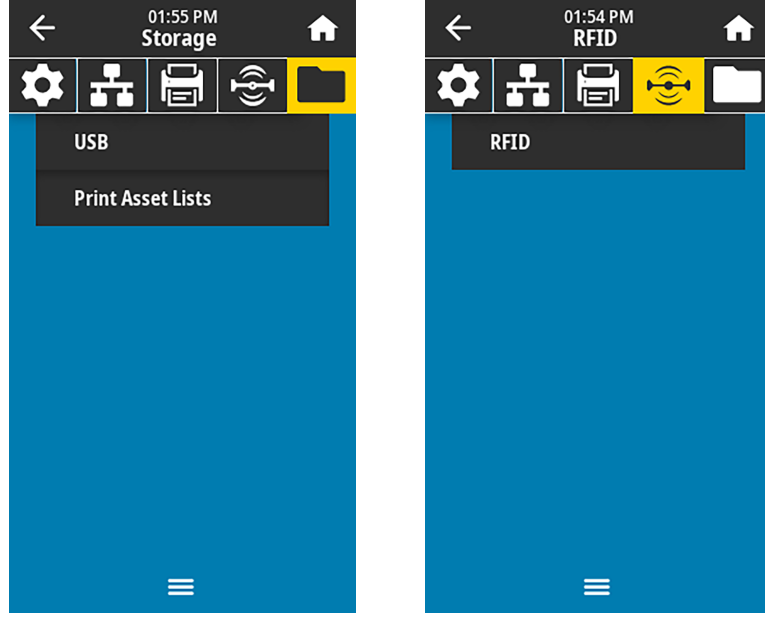 01:55 PM
Storage
USB
Print Asset Lists
01:54 PM
RFID
RFID